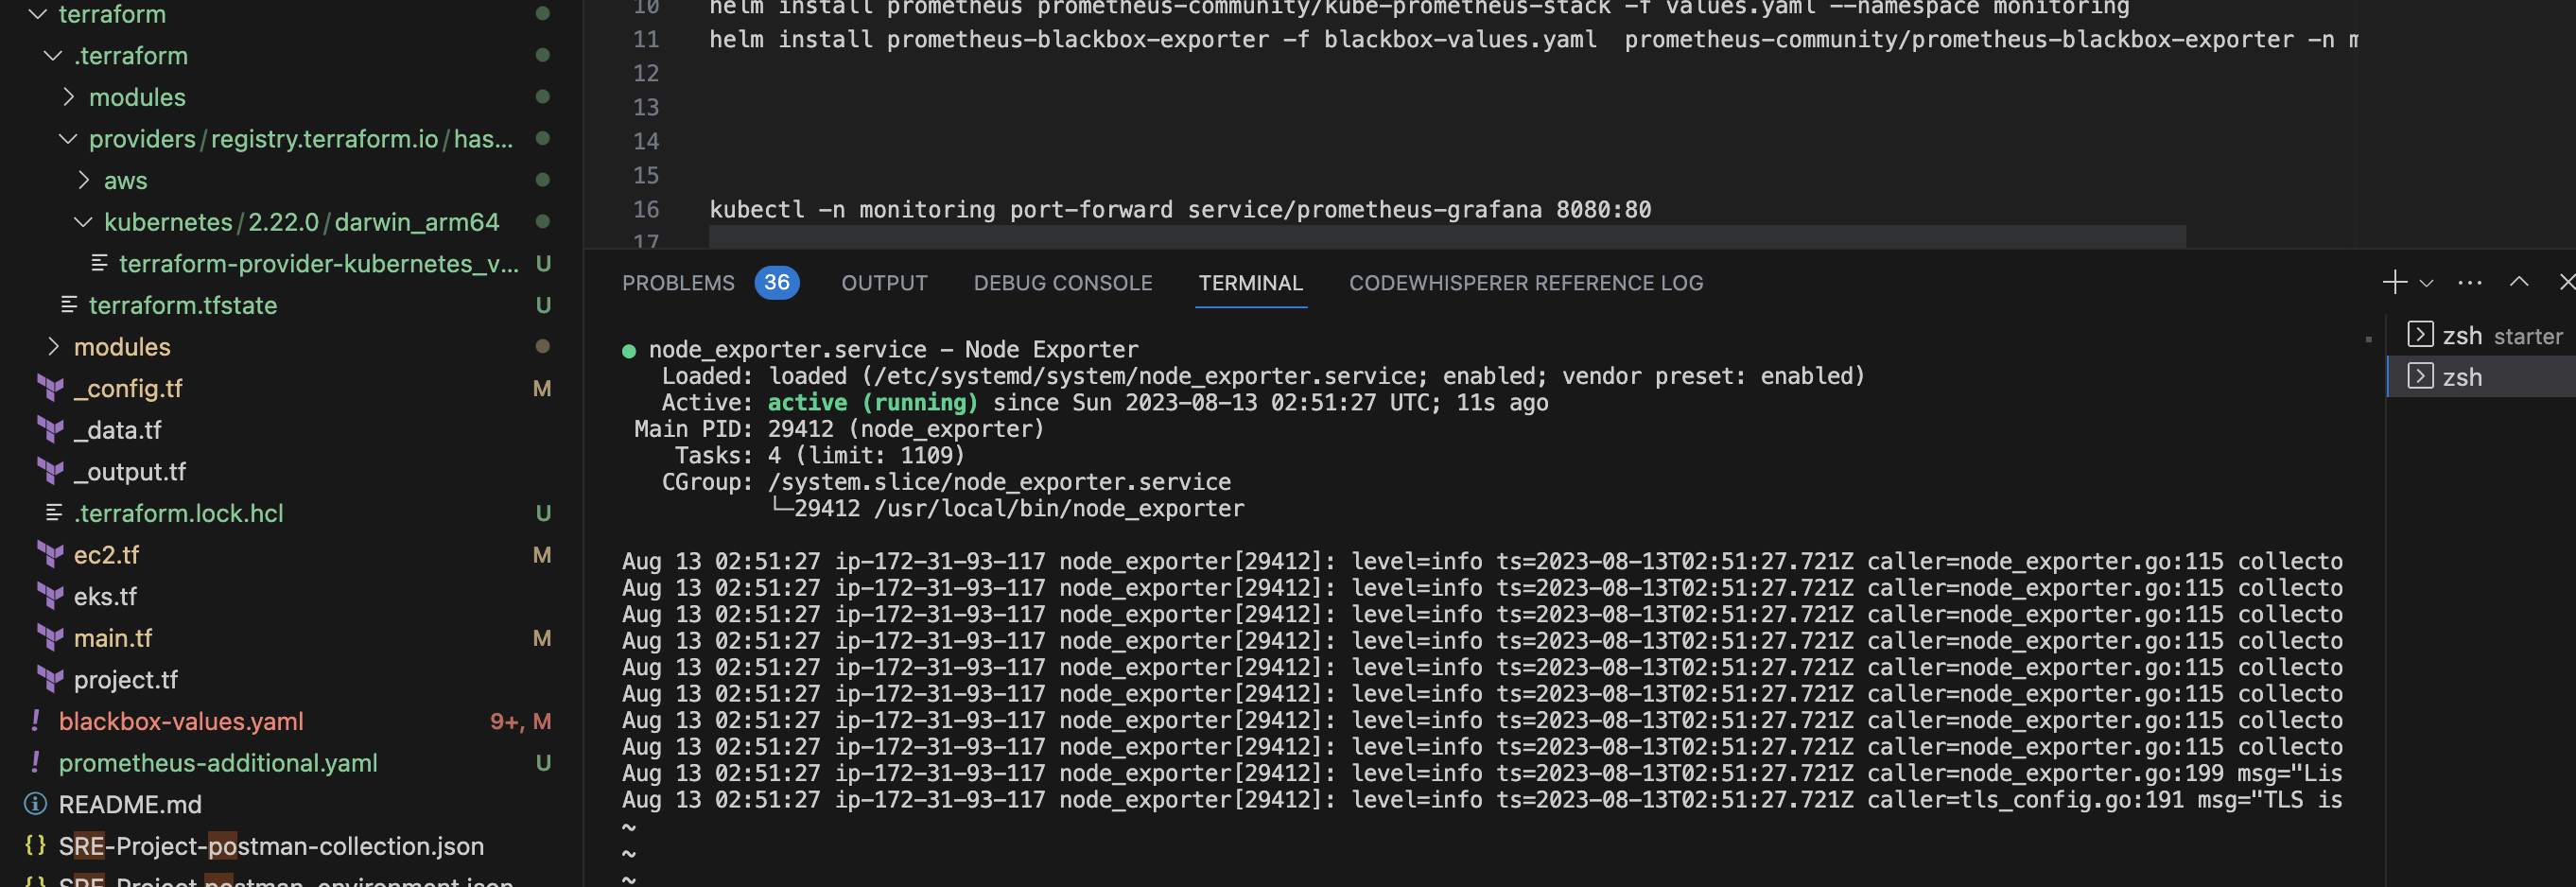 terraform
.terraform
modules
providers/registry.terraform.io/has...
aws
kubernetes/2.22.0/darwin_arm64
terraform-provider-kubernetes_v... U
terraform.tfstate U
modules
_config.tf M
_data.tf
_output.tf
.terraform.lock.hcl U
ec2.tf M
eks.tf
main.tf M
project.tf
blackbox-values.yaml 9+, M
prometheus-additional.yaml U
README.md
SRE-Project-postman-collection.json
SRE-Project.postman_environment.json
10 helm install prometheus prometheus-community/kube-prometheus-stack -f values.yaml --namespace monitoring
11 helm install prometheus-blackbox-exporter -f blackbox-values.yaml  prometheus-community/prometheus-blackbox-exporter -n m
12
13
14
15
16 kubectl -n monitoring port-forward service/prometheus-grafana 8080:80
17
PROBLEMS 36 OUTPUT DEBUG CONSOLE TERMINAL CODEWHISPERER REFERENCE LOG
● node_exporter.service - Node Exporter
Loaded: loaded (/etc/systemd/system/node_exporter.service; enabled; vendor preset: enabled)
Active: active (running) since Sun 2023-08-13 02:51:27 UTC; 11s ago
Main PID: 29412 (node_exporter)
Tasks: 4 (limit: 1109)
CGroup: /system.slice/node_exporter.service
└─29412 /usr/local/bin/node_exporter
Aug 13 02:51:27 ip-172-31-93-117 node_exporter[29412]: level=info ts=2023-08-13T02:51:27.721Z caller=node_exporter.go:115 collecto
Aug 13 02:51:27 ip-172-31-93-117 node_exporter[29412]: level=info ts=2023-08-13T02:51:27.721Z caller=node_exporter.go:115 collecto
Aug 13 02:51:27 ip-172-31-93-117 node_exporter[29412]: level=info ts=2023-08-13T02:51:27.721Z caller=node_exporter.go:115 collecto
Aug 13 02:51:27 ip-172-31-93-117 node_exporter[29412]: level=info ts=2023-08-13T02:51:27.721Z caller=node_exporter.go:115 collecto
Aug 13 02:51:27 ip-172-31-93-117 node_exporter[29412]: level=info ts=2023-08-13T02:51:27.721Z caller=node_exporter.go:115 collecto
Aug 13 02:51:27 ip-172-31-93-117 node_exporter[29412]: level=info ts=2023-08-13T02:51:27.721Z caller=node_exporter.go:115 collecto
Aug 13 02:51:27 ip-172-31-93-117 node_exporter[29412]: level=info ts=2023-08-13T02:51:27.721Z caller=node_exporter.go:115 collecto
Aug 13 02:51:27 ip-172-31-93-117 node_exporter[29412]: level=info ts=2023-08-13T02:51:27.721Z caller=node_exporter.go:115 collecto
Aug 13 02:51:27 ip-172-31-93-117 node_exporter[29412]: level=info ts=2023-08-13T02:51:27.721Z caller=node_exporter.go:199 msg="Lis
Aug 13 02:51:27 ip-172-31-93-117 node_exporter[29412]: level=info ts=2023-08-13T02:51:27.721Z caller=tls_config.go:191 msg="TLS is
~
~
~
zsh starter
zsh